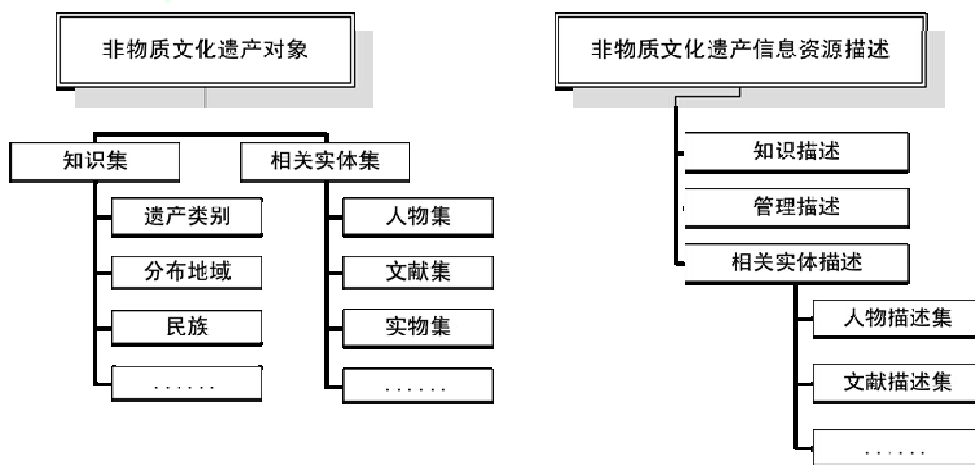 非物质文化遗产对象
知识集
相关实体集
遗产类别
人物集
分布地域
文献集
民族
实物集
......
......
非物质文化遗产信息资源描述
知识描述
管理描述
相关实体描述
人物描述集
文献描述集
......